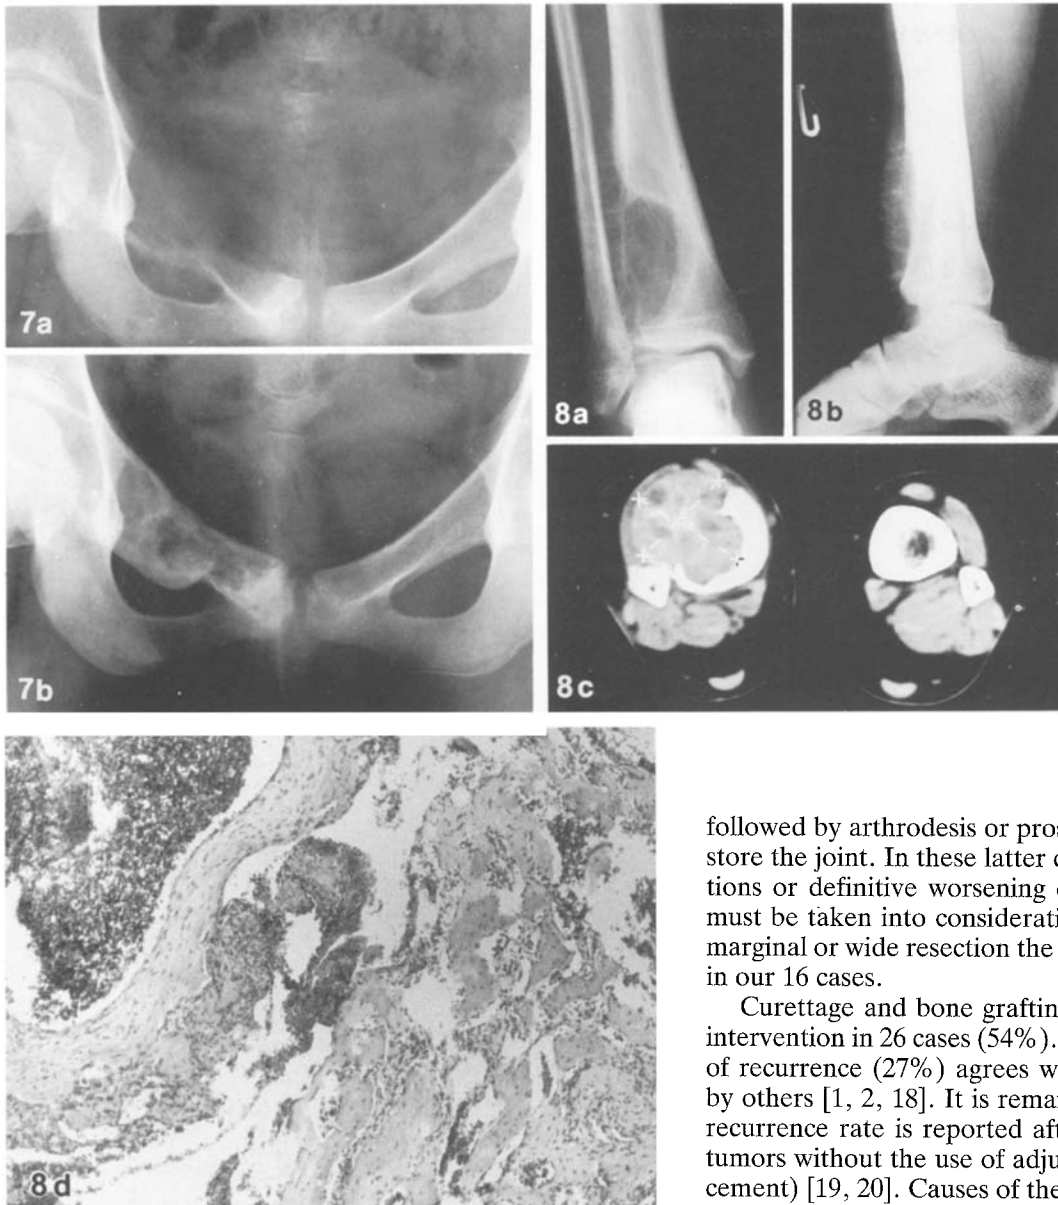 7a
7b
8a
8b
8c
8d
followed by arthrodesis or pros
store the joint. In these latter c
tions or definitive worsening
must be taken into considerati
marginal or wide resection the
in our 16 cases.
Curettage and bone graftin
intervention in 26 cases (54%).
of recurrence (27%) agrees w
by others [1, 2, 18]. It is remar
recurrence rate is reported aft
tumors without the use of adju
cement) [19, 20]. Causes of the